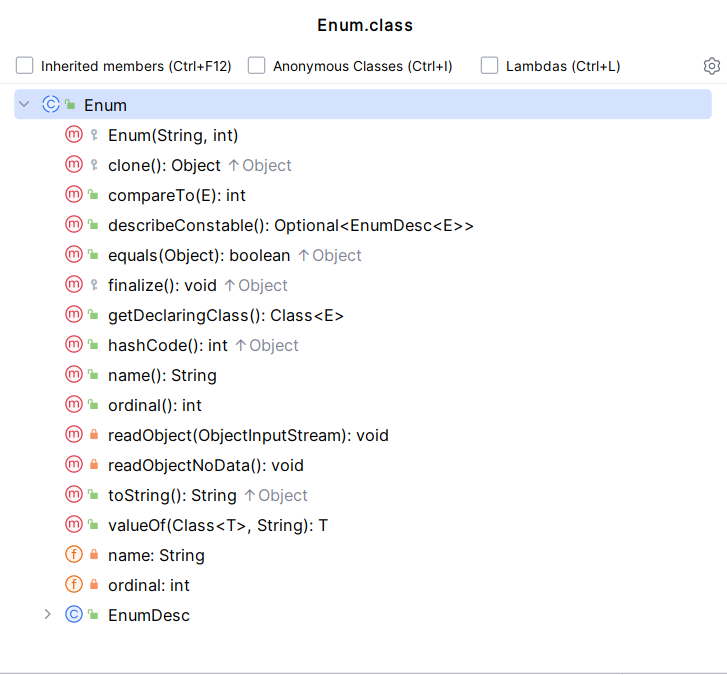 Enum.class
Inherited members (Ctrl+F12) Anonymous Classes (Ctrl+I) Lambdas (Ctrl+L)
C Enum
m Enum(String, int)
m clone(): Object ↑Object
m compareTo(E): int
m describeConstable(): Optional<EnumDesc<E>>
m equals(Object): boolean ↑Object
m finalize(): void ↑Object
m getDeclaringClass(): Class<E>
m hashCode(): int ↑Object
m name(): String
m ordinal(): int
m readObject(ObjectInputStream): void
m readObjectNoData(): void
m toString(): String ↑Object
m valueOf(Class<T>, String): T
f name: String
f ordinal: int
C EnumDesc